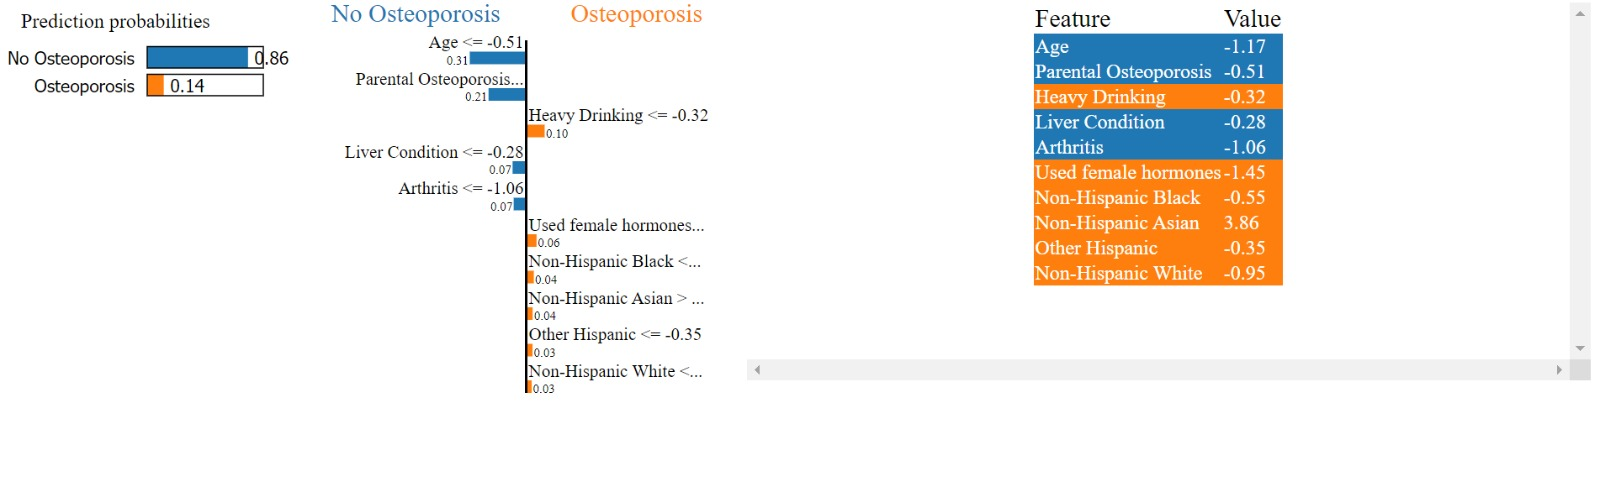 Prediction probabilities
No Osteoporosis 0.86
Osteoporosis 0.14
No Osteoporosis Osteoporosis
Age <= -0.51
0.31
Parental Osteoporosis...
0.21
Heavy Drinking <= -0.32
0.10
Liver Condition <= -0.28
0.07
Arthritis <= -1.06
0.07
Used female hormones...
0.06
Non-Hispanic Black <...
0.04
Non-Hispanic Asian > ...
0.04
Other Hispanic <= -0.35
0.03
Non-Hispanic White <...
0.03
Feature Value
Age -1.17
Parental Osteoporosis -0.51
Heavy Drinking -0.32
Liver Condition -0.28
Arthritis -1.06
Used female hormones -1.45
Non-Hispanic Black -0.55
Non-Hispanic Asian 3.86
Other Hispanic -0.35
Non-Hispanic White -0.95